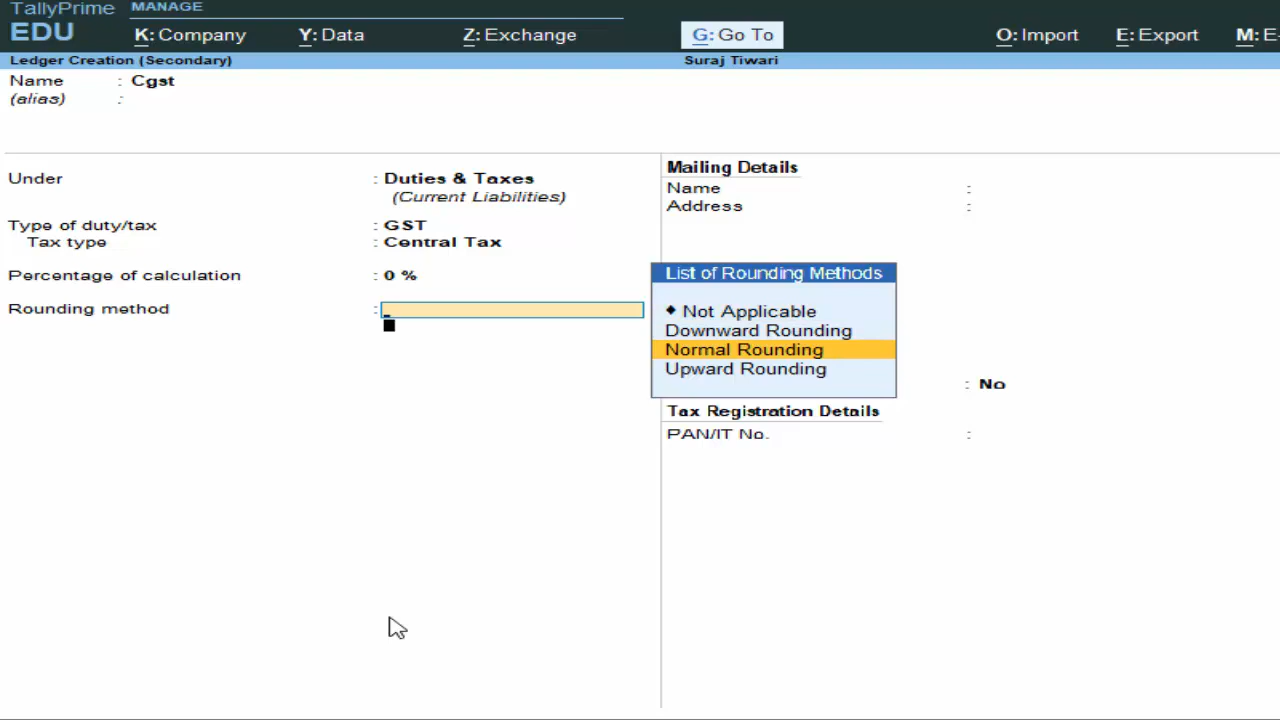 TallyPrime MANAGE
EDU K: Company Y: Data Z: Exchange G: Go To O: Import E: Export M: E-
Ledger Creation (Secondary) Suraj Tiwari
Name : Cgst
(alias) :
Under : Duties & Taxes
(Current Liabilities)
Type of duty/tax : GST
Tax type : Central Tax
Percentage of calculation : 0 %
Rounding method :
Mailing Details
Name :
Address :
List of Rounding Methods
♦ Not Applicable
Downward Rounding
Normal Rounding
Upward Rounding
: No
Tax Registration Details
PAN/IT No. :